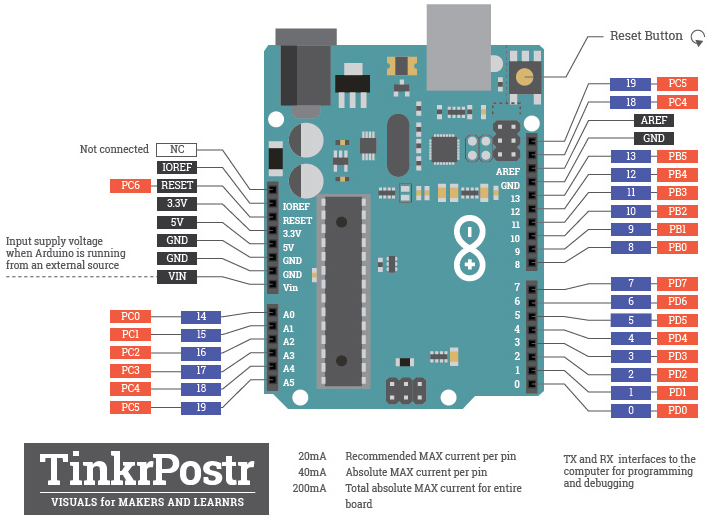 Reset Button
19 PC5
18 PC4
AREF
GND
13 PB5
12 PB4
11 PB3
10 PB2
9 PB1
8 PB0
7 PD7
6 PD6
5 PD5
4 PD4
3 PD3
2 PD2
1 PD1
0 PD0
Not connected NC
IOREF
PC6 RESET
3.3V
5V
GND
GND
VIN
Input supply voltage
when Arduino is running
from an external source
PC0 14
PC1 15
PC2 16
PC3 17
PC4 18
PC5 19
IOREF
RESET
3.3V
5V
GND
GND
Vin
A0
A1
A2
A3
A4
A5
AREF
GND
13
12
11
10
9
8
7
6
5
4
3
2
1
0
TinkrPostr
VISUALS for MAKERS AND LEARNRS
20mA Recommended MAX current per pin
40mA Absolute MAX current per pin
200mA Total absolute MAX current for entire
board
TX and RX interfaces to the
computer for programming
and debugging